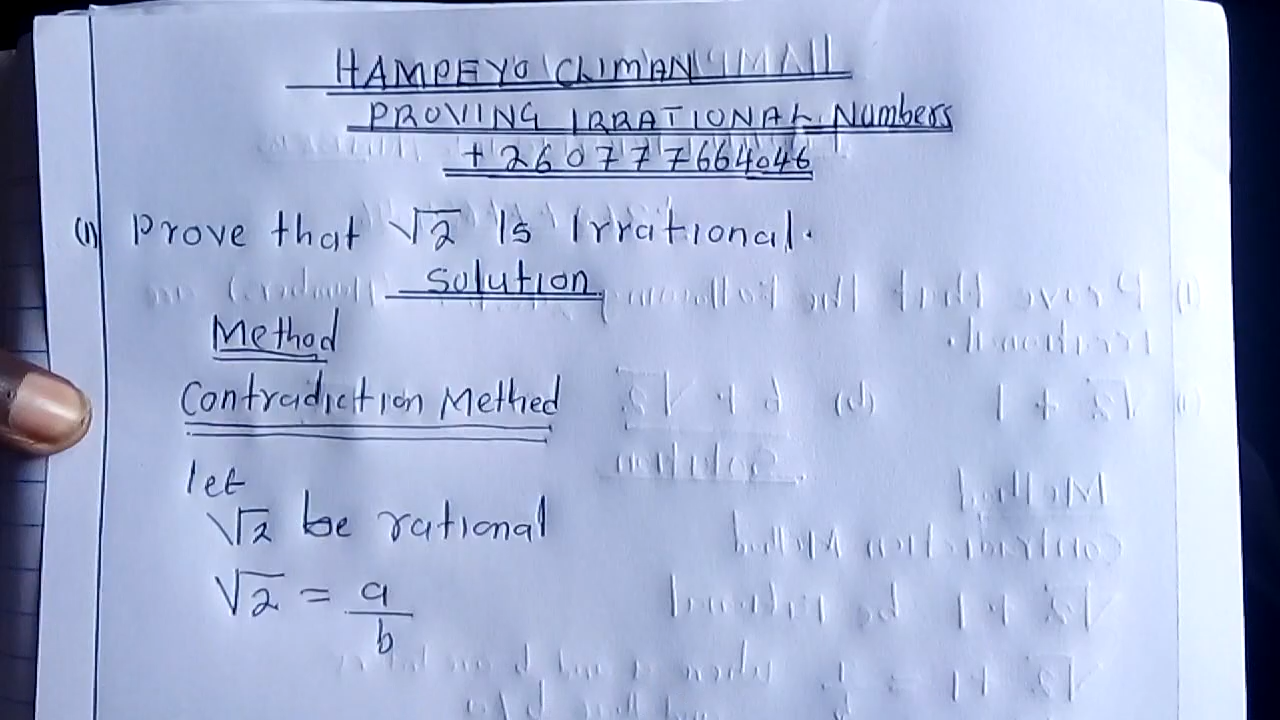 HAMPEYO CLIMAN
PROVING IRRATIONAL Numbers
+260777664046
(1) Prove that √2 Is Irrational.
Solution
Method
Contradiction Method
let
√2 be rational
√2 = a/b